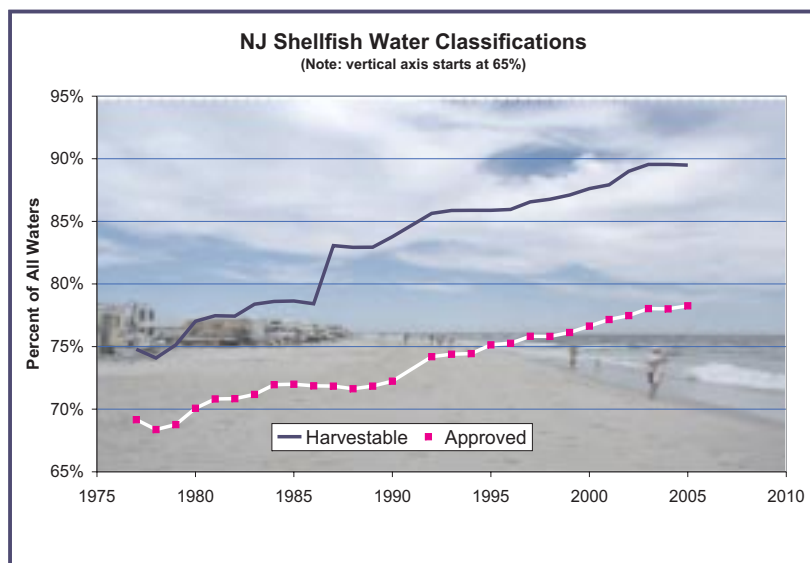 NJ Shellfish Water Classifications
(Note: vertical axis starts at 65%)
Percent of All Waters
95%
90%
85%
80%
75%
70%
65%
Harvestable Approved
1975 1980 1985 1990 1995 2000 2005 2010